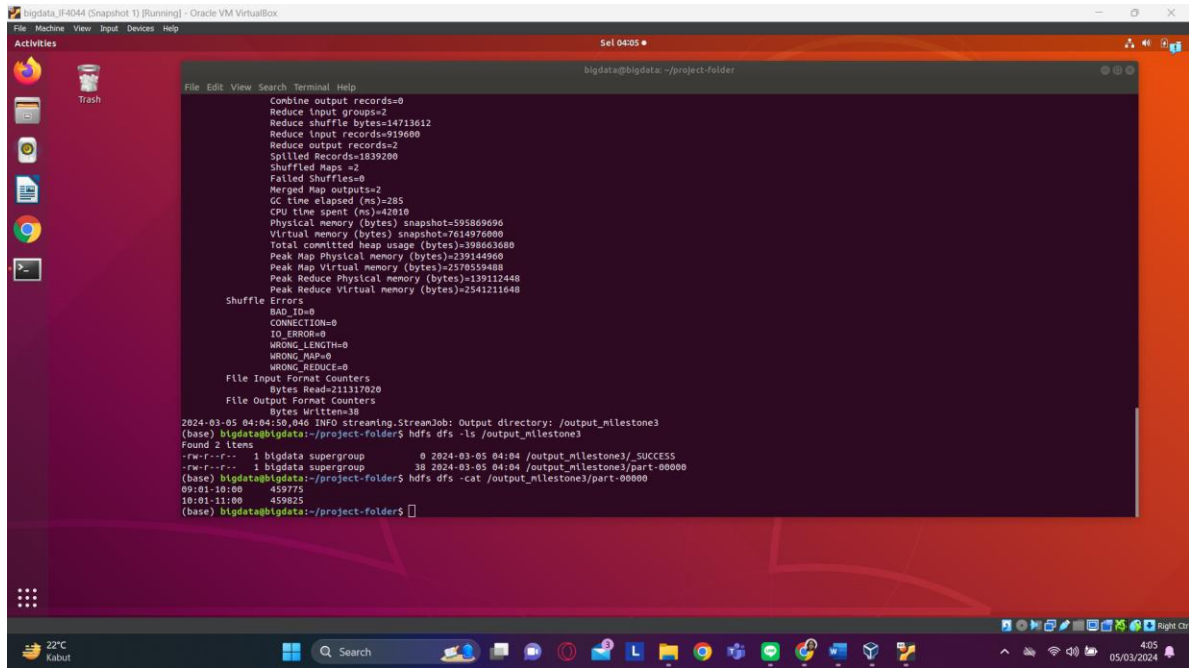 bigdata_IF4044 (Snapshot 1) [Running] - Oracle VM VirtualBox
File Machine View Input Devices Help
Activities
Sel 04:05
Trash
bigdata@bigdata: ~/project-folder
File Edit View Search Terminal Help
Combine output records=0
Reduce input groups=2
Reduce shuffle bytes=14713612
Reduce input records=919600
Reduce output records=2
Spilled Records=1839200
Shuffled Maps =2
Failed Shuffles=0
Merged Map outputs=2
GC time elapsed (ms)=285
CPU time spent (ms)=42010
Physical memory (bytes) snapshot=595869696
Virtual memory (bytes) snapshot=7614976000
Total committed heap usage (bytes)=398663680
Peak Map Physical memory (bytes)=239144960
Peak Map Virtual memory (bytes)=2570559488
Peak Reduce Physical memory (bytes)=139112448
Peak Reduce Virtual memory (bytes)=2541211648
Shuffle Errors
BAD_ID=0
CONNECTION=0
IO_ERROR=0
WRONG_LENGTH=0
WRONG_MAP=0
WRONG_REDUCE=0
File Input Format Counters
Bytes Read=211317020
File Output Format Counters
Bytes Written=38
2024-03-05 04:04:50,046 INFO streaming.StreamJob: Output directory: /output_milestone3
(base) bigdata@bigdata:~/project-folder$ hdfs dfs -ls /output_milestone3
Found 2 items
-rw-r--r-- 1 bigdata supergroup 0 2024-03-05 04:04 /output_milestone3/_SUCCESS
-rw-r--r-- 1 bigdata supergroup 38 2024-03-05 04:04 /output_milestone3/part-00000
(base) bigdata@bigdata:~/project-folder$ hdfs dfs -cat /output_milestone3/part-00000
09:01-10:00 459775
10:01-11:00 459825
(base) bigdata@bigdata:~/project-folder$
Right Ctr
22°C
Kabut
Search
4:05
05/03/2024